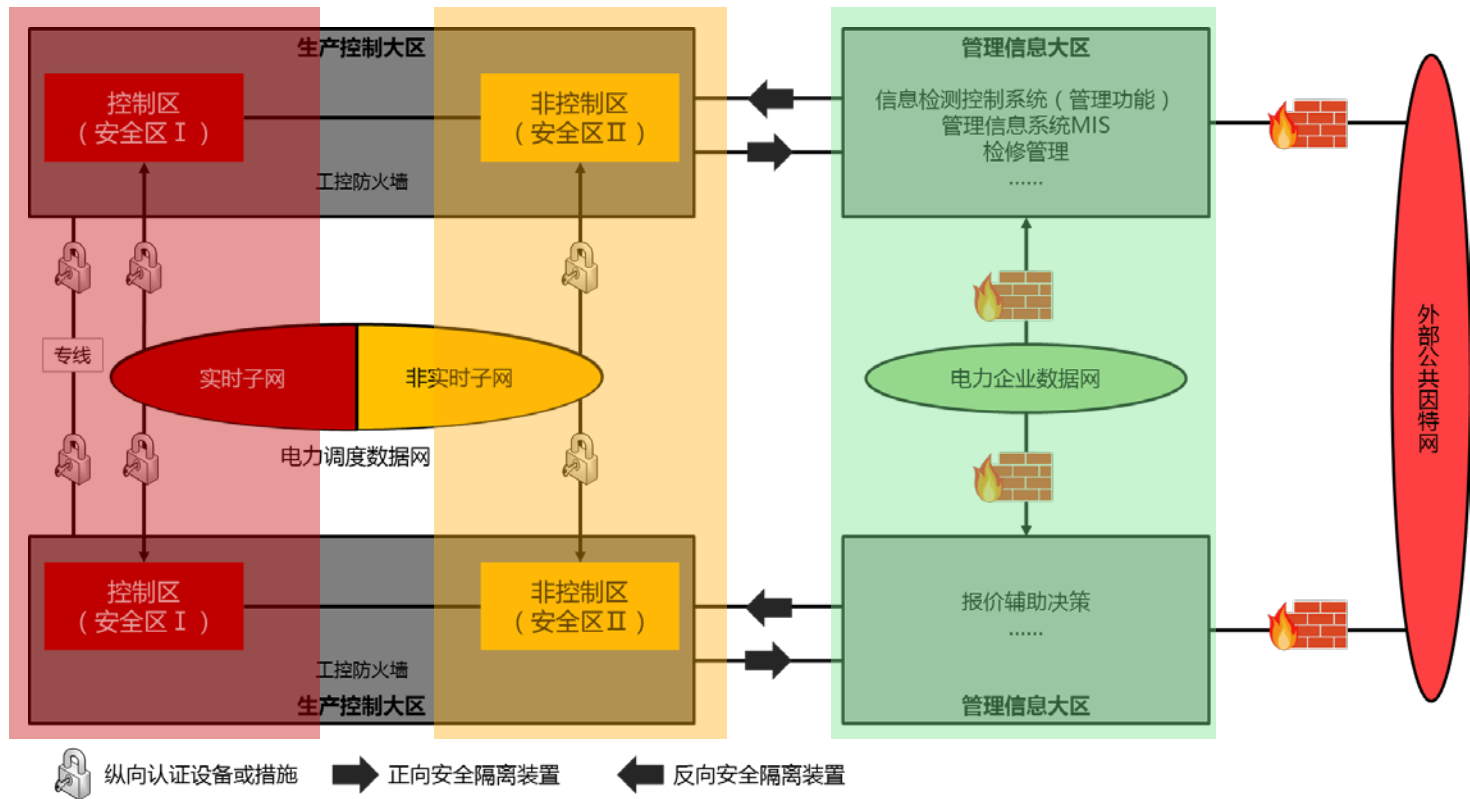 生产控制大区
管理信息大区
控制区
（安全区Ⅰ）
非控制区
（安全区Ⅱ）
工控防火墙
信息检测控制系统（管理功能）
管理信息系统MIS
检修管理
……
专线
实时子网
非实时子网
电力调度数据网
电力企业数据网
外部公共因特网
控制区
（安全区Ⅰ）
非控制区
（安全区Ⅱ）
工控防火墙
生产控制大区
报价辅助决策
……
管理信息大区
纵向认证设备或措施
正向安全隔离装置
反向安全隔离装置